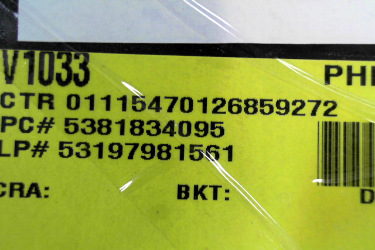 V1033 PHI
CTR 01115470126859272
PC# 5381834095
LP# 53197981561
CRA: BKT: D